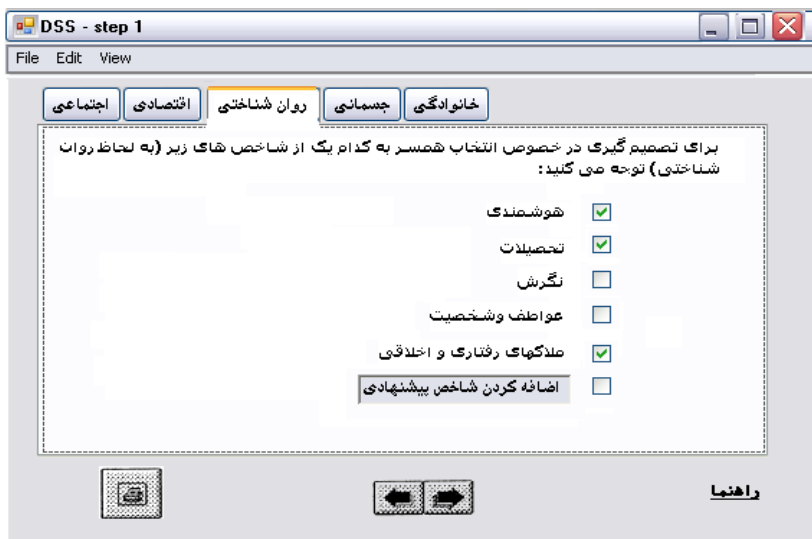 DSS - step 1
File Edit View
خانوادگی جسمانی روان شناختی اقتصادی اجتماعی
برای تصمیم گیری در خصوص انتخاب همسر به کدام یک از شاخص های زیر (به لحاظ روان
شناختی) توجه می کنید:
هوشمندی
تحصیلات
نگرش
عواطف وشخصیت
ملاکهای رفتاری و اخلاقی
اضافه کردن شاخص پیشنهادی
راهنما